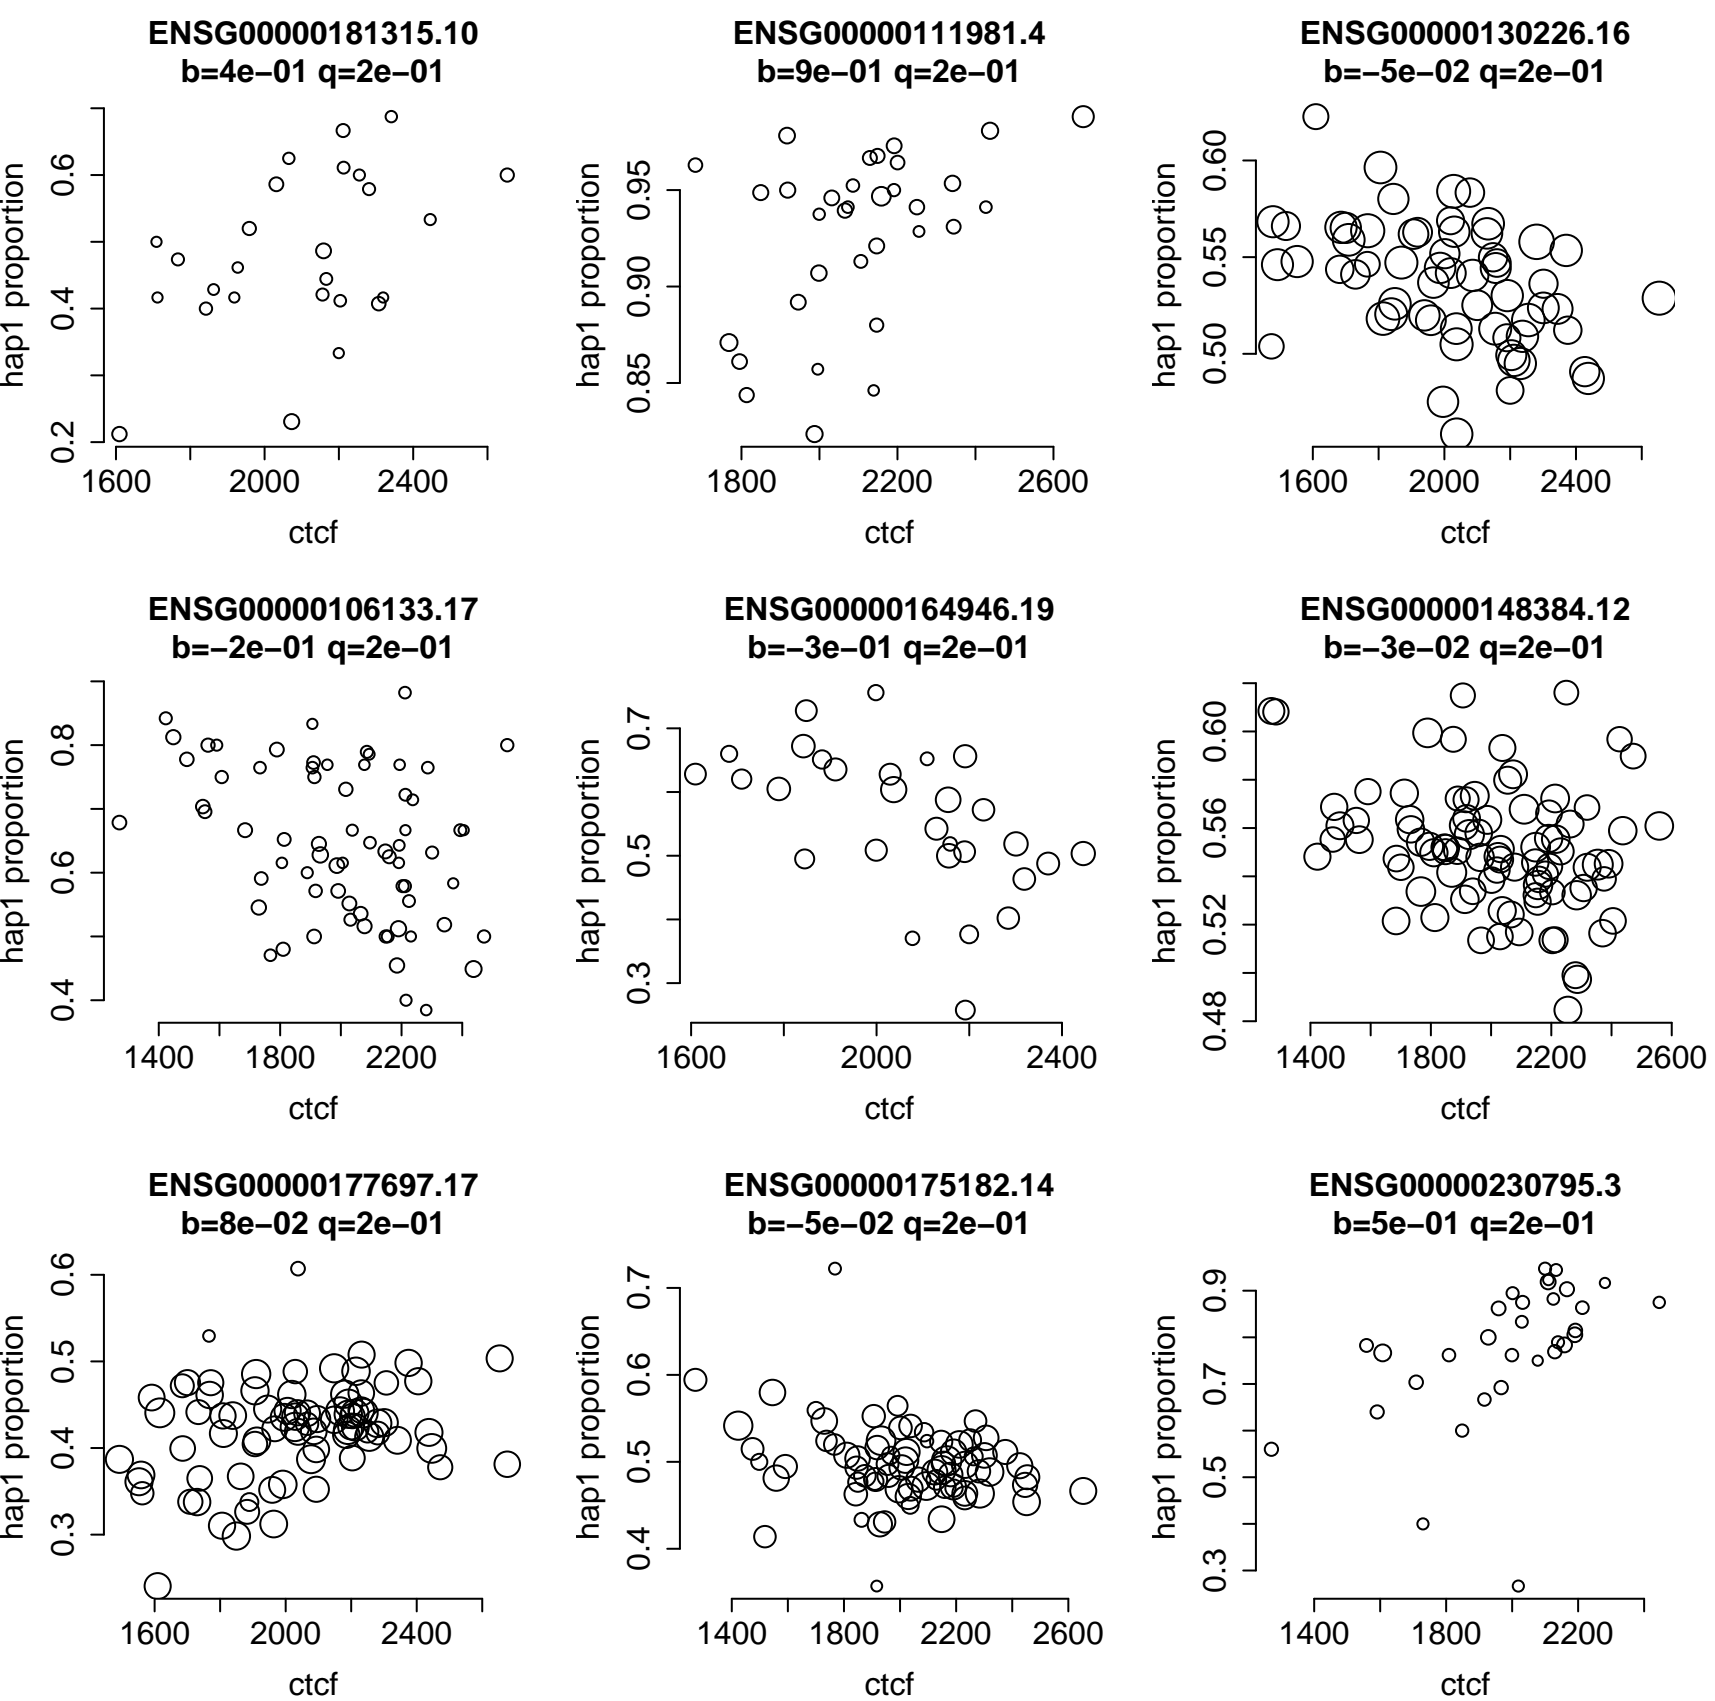 ENSG00000181315.10
b=4e−01 q=2e−01
hap1 proportion
0.2 0.4 0.6
1600 2000 2400
ctcf
ENSG00000111981.4
b=9e−01 q=2e−01
hap1 proportion
0.85 0.90 0.95
1800 2200 2600
ctcf
ENSG00000130226.16
b=−5e−02 q=2e−01
hap1 proportion
0.50 0.55 0.60
1600 2000 2400
ctcf
ENSG00000106133.17
b=−2e−01 q=2e−01
hap1 proportion
0.4 0.6 0.8
1400 1800 2200
ctcf
ENSG00000164946.19
b=−3e−01 q=2e−01
hap1 proportion
0.3 0.5 0.7
1600 2000 2400
ctcf
ENSG00000148384.12
b=−3e−02 q=2e−01
hap1 proportion
0.48 0.52 0.56 0.60
1400 1800 2200 2600
ctcf
ENSG00000177697.17
b=8e−02 q=2e−01
hap1 proportion
0.3 0.4 0.5 0.6
1600 2000 2400
ctcf
ENSG00000175182.14
b=−5e−02 q=2e−01
hap1 proportion
0.4 0.5 0.6 0.7
1400 1800 2200 2600
ctcf
ENSG00000230795.3
b=5e−01 q=2e−01
hap1 proportion
0.3 0.5 0.7 0.9
1400 1800 2200
ctcf